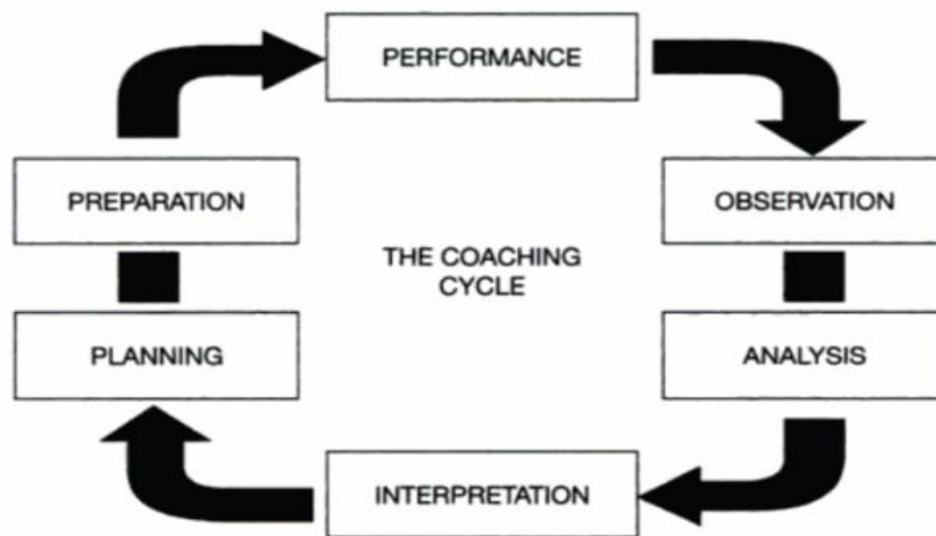 PERFORMANCE
PREPARATION
OBSERVATION
THE COACHING
CYCLE
PLANNING
ANALYSIS
INTERPRETATION